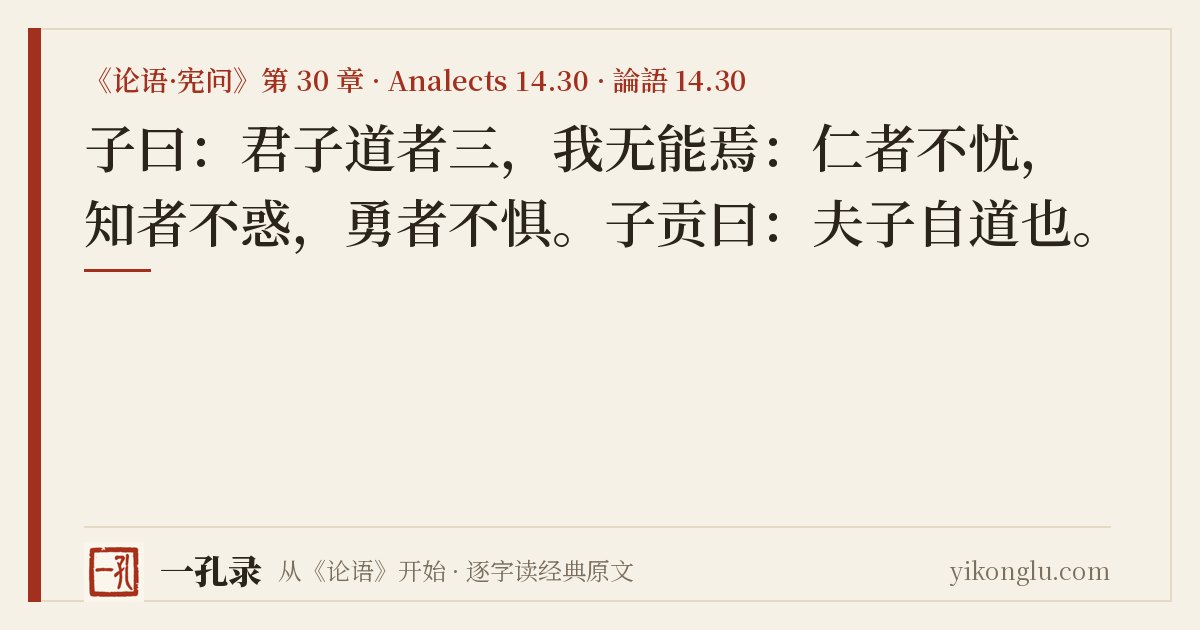 《论语·宪问》第 30 章 · Analects 14.30 · 論語 14.30
子曰：君子道者三，我无能焉：仁者不忧，
知者不惑，勇者不惧。子贡曰：夫子自道也。
一孔
一孔录 从《论语》开始 · 逐字读经典原文 yikonglu.com